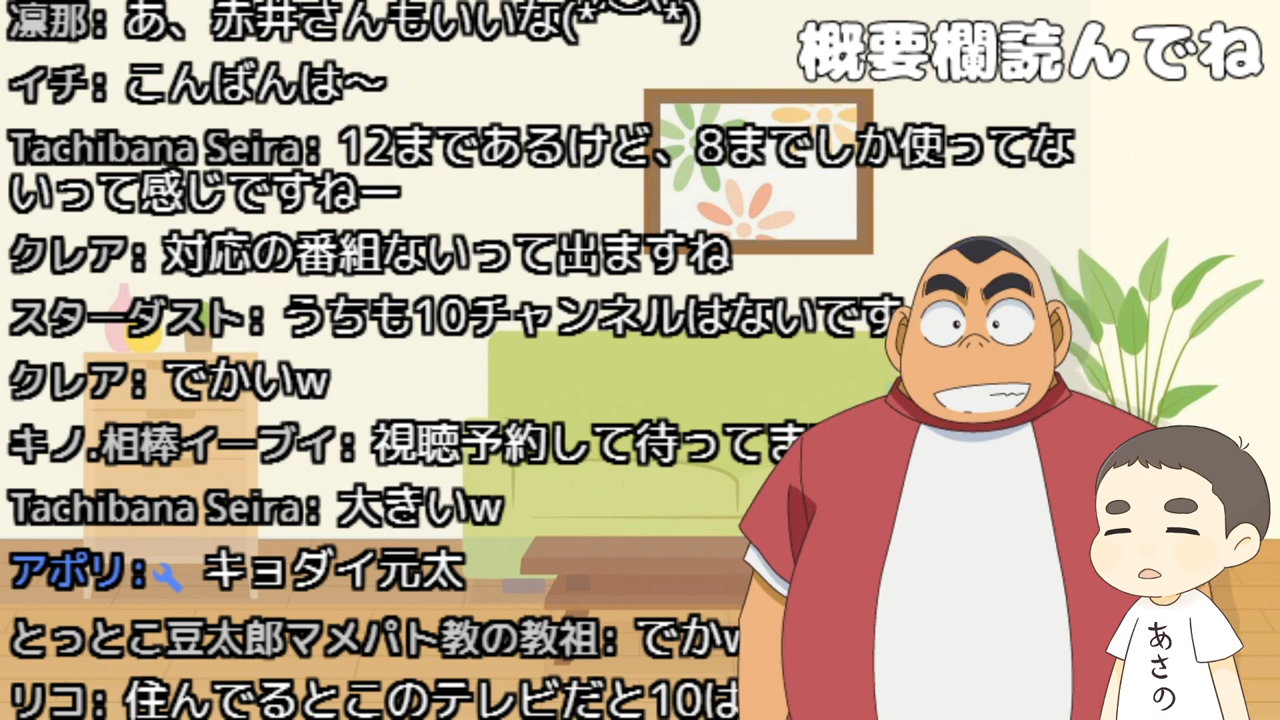 凛那: あ、赤井さんもいいな(*^^*)
概要欄読んでね
イチ: こんばんは～
Tachibana Seira: 12まであるけど、8までしか使ってな
いって感じですねー
クレア: 対応の番組ないって出ますね
スターダスト: うちも10チャンネルはないです
クレア: でかいw
キノ.相棒イーブイ: 視聴予約して待ってま
Tachibana Seira: 大きいw
アポリ: キョダイ元太
とっとこ豆太郎マメパト教の教祖: でかw
リコ: 住んでるとこのテレビだと10は
あさの